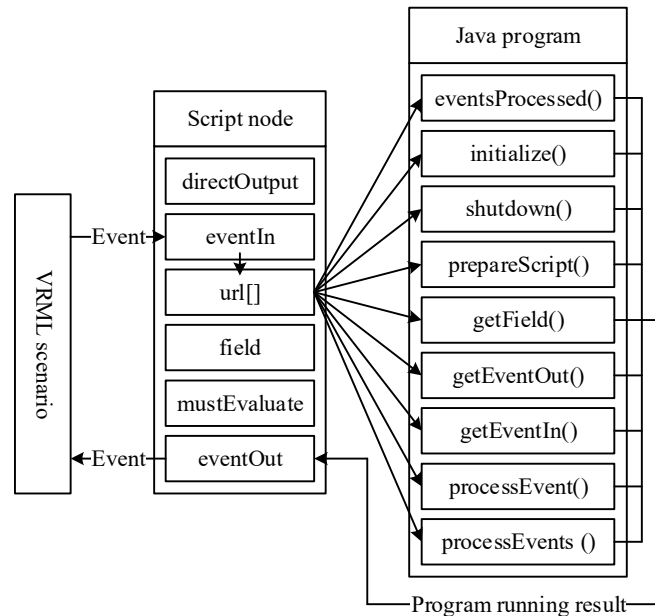 Java program
eventsProcessed()
initialize()
shutdown()
prepareScript()
getField()
getEventOut()
getEventIn()
processEvent()
processEvents ()
Script node
directOutput
eventIn
url[]
field
mustEvaluate
eventOut
VRML scenario
Event
Event
Program running result